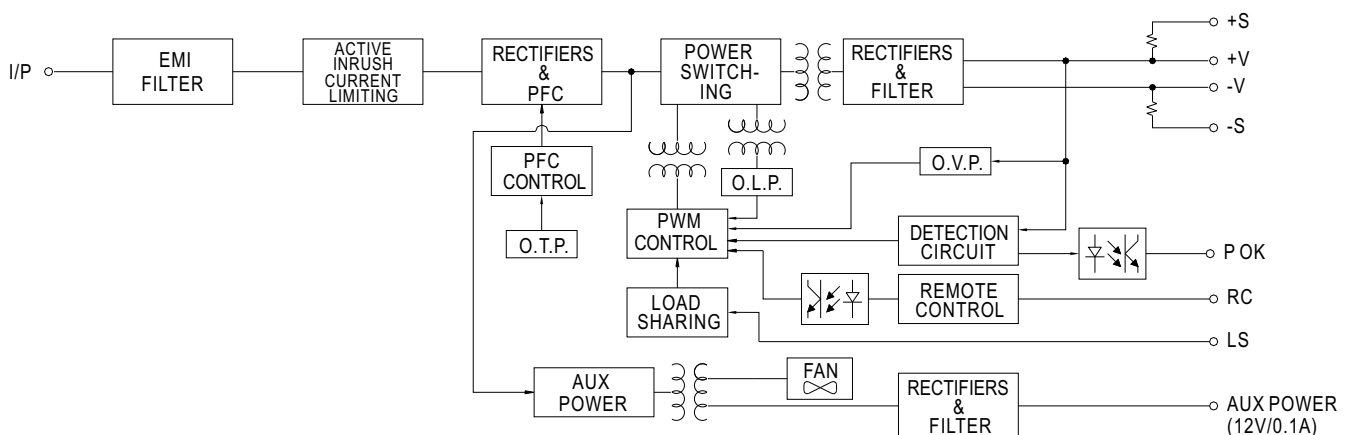 I/P
EMI
FILTER
ACTIVE
INRUSH
CURRENT
LIMITING
RECTIFIERS
&
PFC
POWER
SWITCH-
ING
RECTIFIERS
&
FILTER
+S
+V
-V
-S
PFC
CONTROL
O.T.P.
O.L.P.
O.V.P.
PWM
CONTROL
DETECTION
CIRCUIT
P OK
LOAD
SHARING
REMOTE
CONTROL
RC
LS
AUX
POWER
FAN
RECTIFIERS
&
FILTER
AUX POWER
(12V/0.1A)